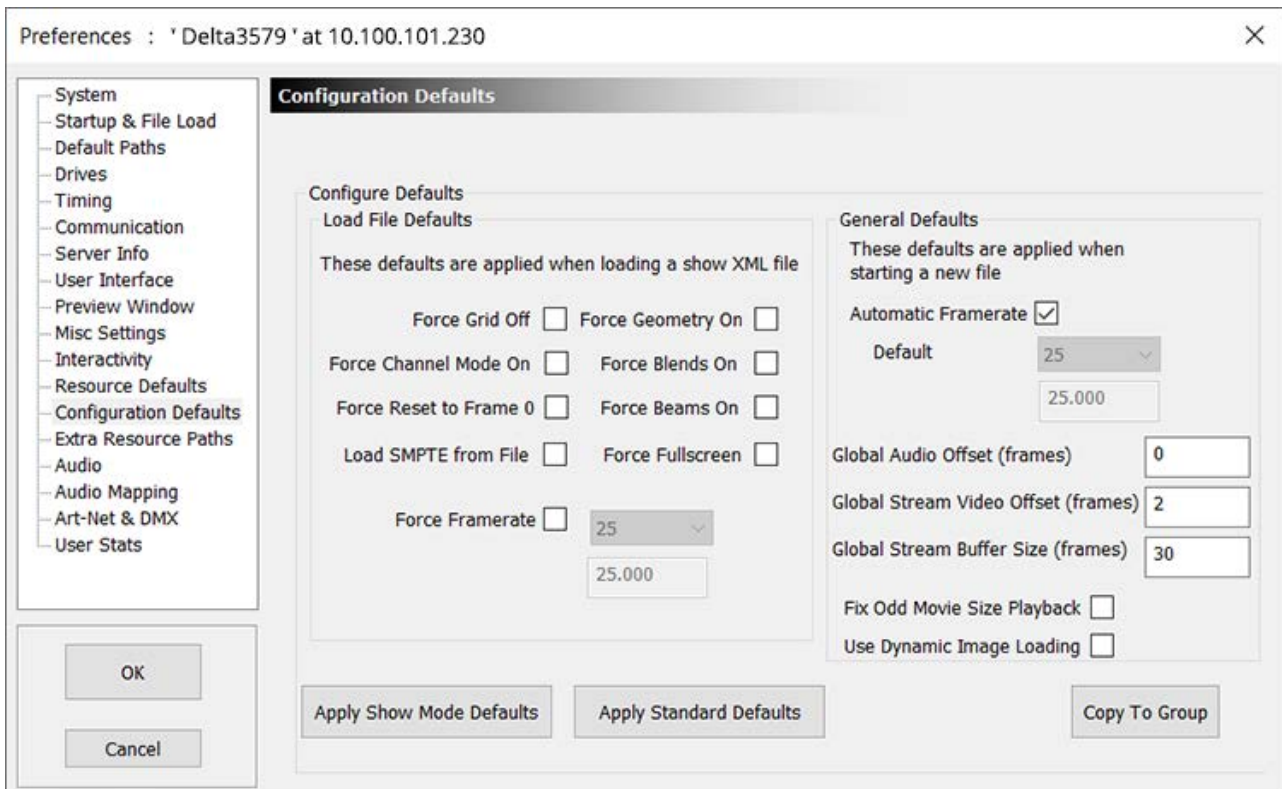 Preferences : ' Delta3579 ' at 10.100.101.230
System
Startup & File Load
Default Paths
Drives
Timing
Communication
Server Info
User Interface
Preview Window
Misc Settings
Interactivity
Resource Defaults
Configuration Defaults
Extra Resource Paths
Audio
Audio Mapping
Art-Net & DMX
User Stats
OK
Cancel
Configuration Defaults
Configure Defaults
Load File Defaults
These defaults are applied when loading a show XML file
Force Grid Off Force Geometry On
Force Channel Mode On Force Blends On
Force Reset to Frame 0 Force Beams On
Load SMPTE from File Force Fullscreen
Force Framerate 25
25.000
General Defaults
These defaults are applied when
starting a new file
Automatic Framerate
Default 25
25.000
Global Audio Offset (frames) 0
Global Stream Video Offset (frames) 2
Global Stream Buffer Size (frames) 30
Fix Odd Movie Size Playback
Use Dynamic Image Loading
Apply Show Mode Defaults Apply Standard Defaults Copy To Group